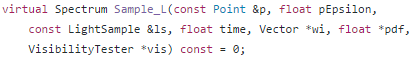 virtual Spectrum Sample_L(const Point &p, float pEpsilon,
const LightSample &ls, float time, Vector *wi, float *pdf,
VisibilityTester *vis) const = 0;